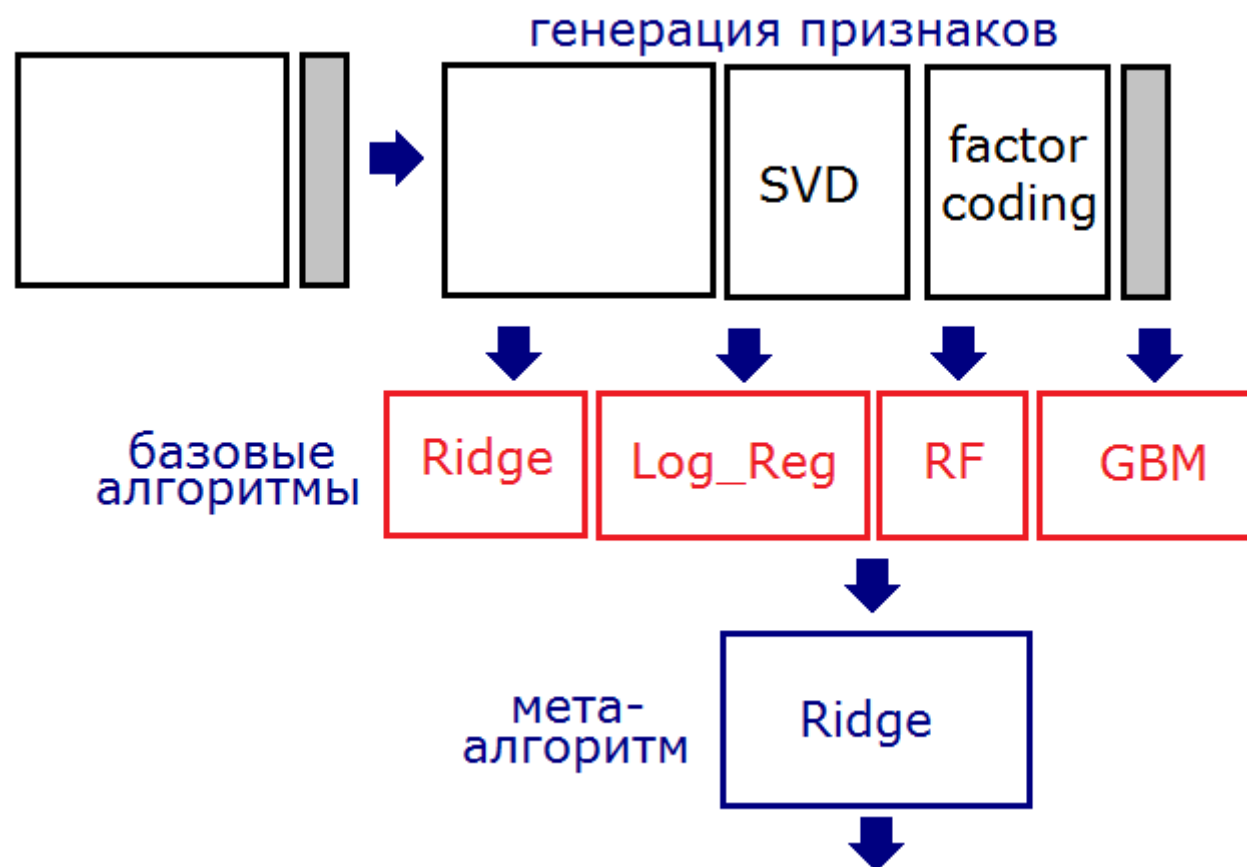 генерация признаков
SVD
factor
coding
базовые
алгоритмы
Ridge
Log_Reg
RF
GBM
мета-
алгоритм
Ridge